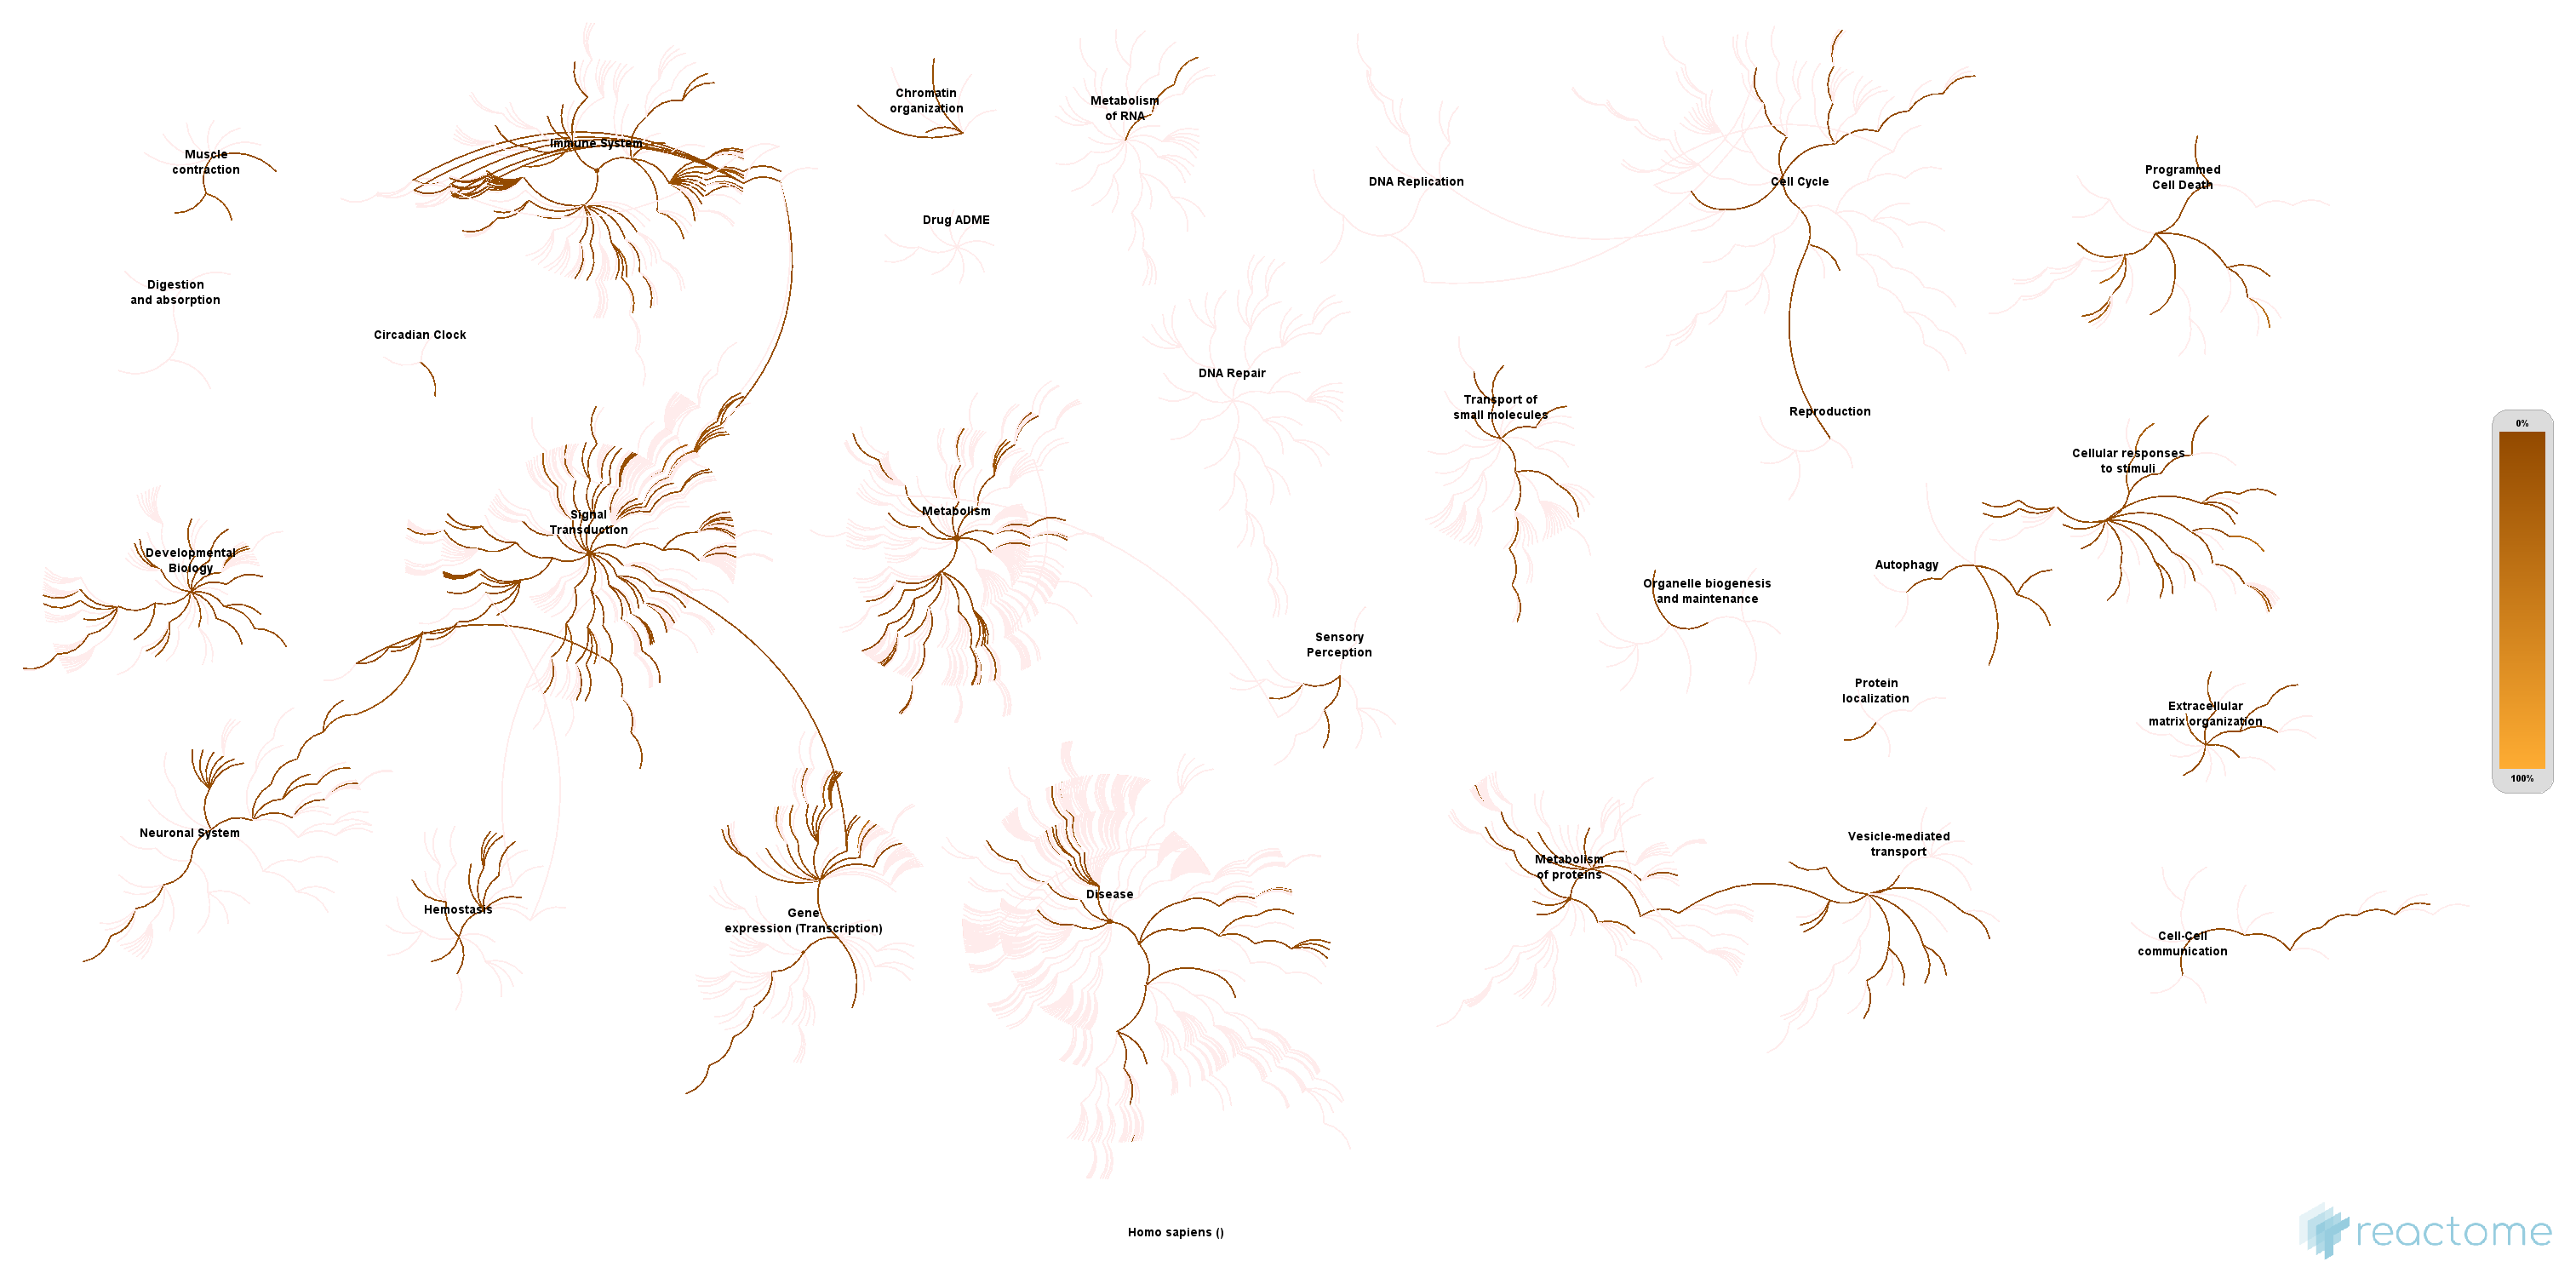 Chromatin
organization
Metabolism
of RNA
Immune System
Muscle
contraction
DNA Replication
Cell Cycle
Programmed
Cell Death
Drug ADME
Digestion
and absorption
Circadian Clock
DNA Repair
Transport of
small molecules
Reproduction
0%
Cellular responses
to stimuli
Signal
Transduction
Metabolism
Developmental
Biology
Autophagy
Organelle biogenesis
and maintenance
Sensory
Perception
Protein
localization
Extracellular
matrix organization
100%
Neuronal System
Vesicle-mediated
transport
Metabolism
of proteins
Disease
Hemostasis
Gene
expression (Transcription)
Cell-Cell
communication
Homo sapiens ()
reactome